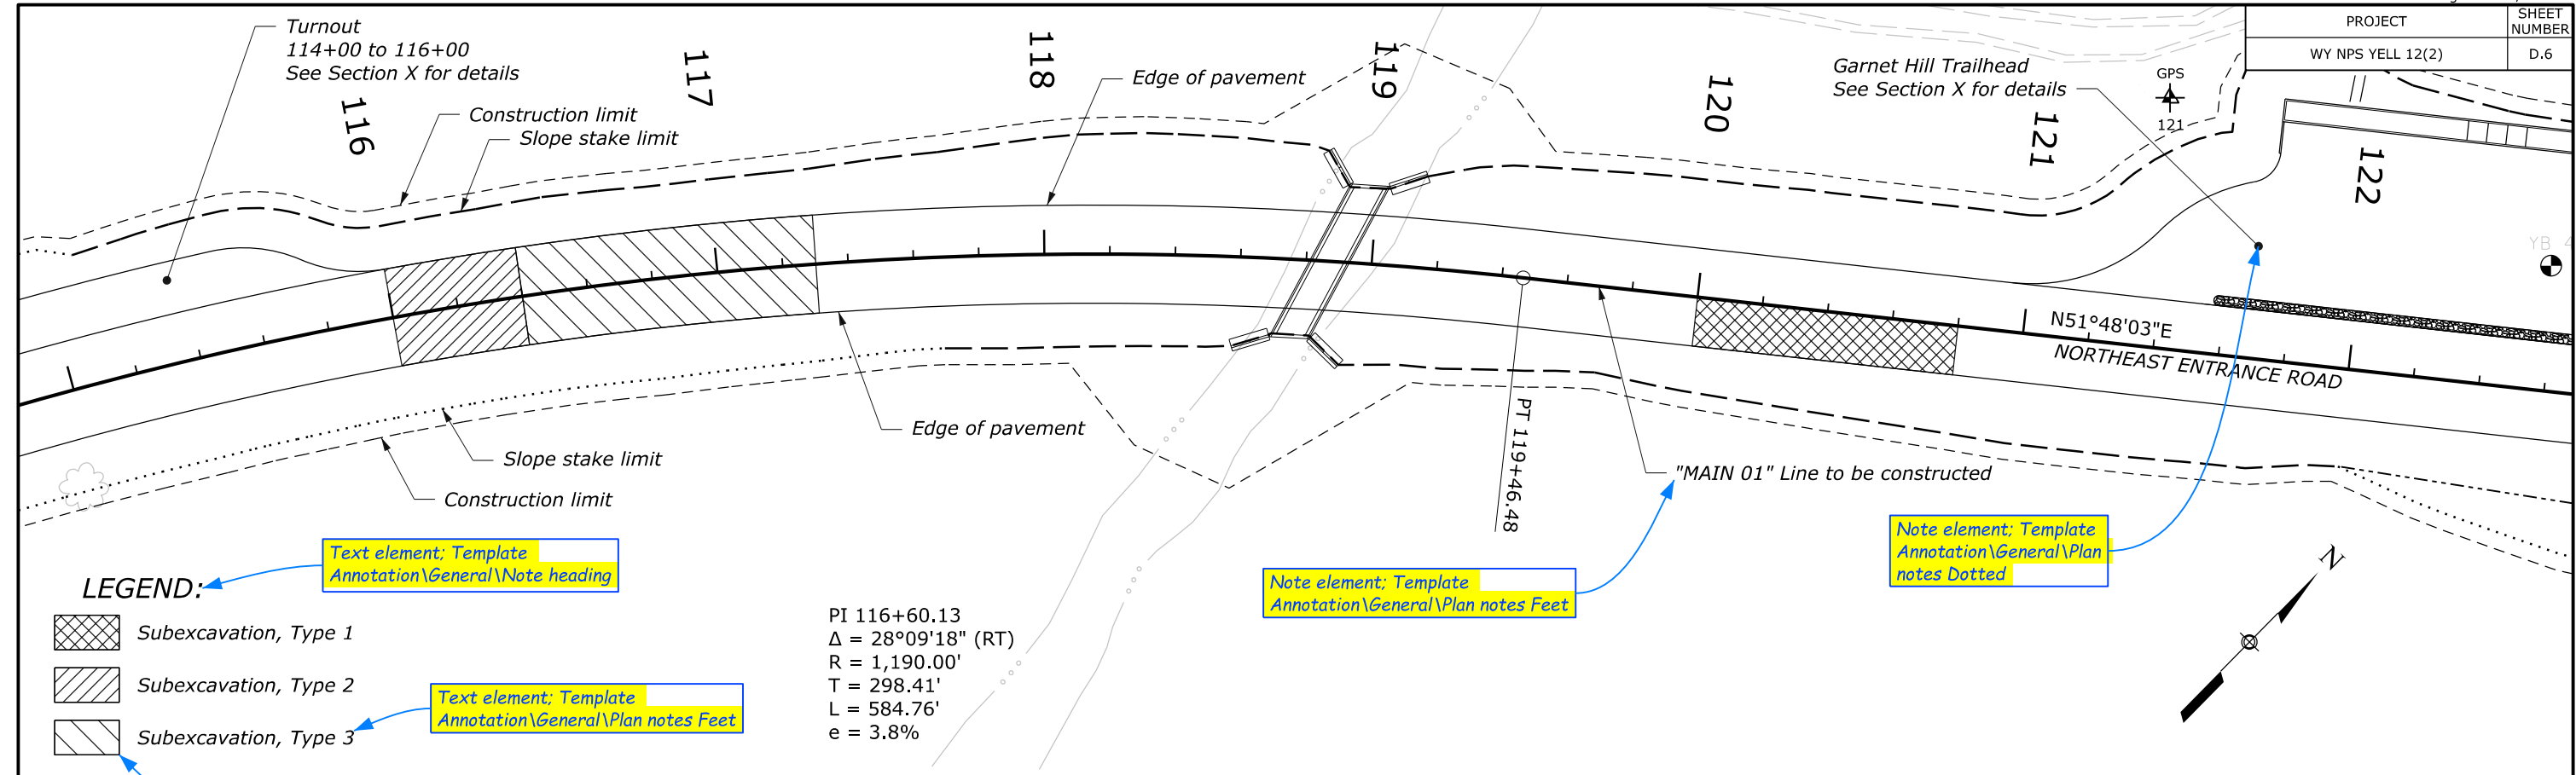 PROJECT
SHEET
NUMBER
WY NPS YELL 12(2)
D.6
Turnout
114+00 to 116+00
See Section X for details
116
117
118
119
120
121
122
Construction limit
Slope stake limit
Edge of pavement
Garnet Hill Trailhead
See Section X for details
GPS
121
YB 4
N51°48'03"E
NORTHEAST ENTRANCE ROAD
Edge of pavement
Slope stake limit
Construction limit
PT 119+46.48
"MAIN 01" Line to be constructed
Text element; Template
Annotation\General\Note heading
Note element; Template
Annotation\General\Plan notes Feet
Note element; Template
Annotation\General\Plan
notes Dotted
N
LEGEND:
Subexcavation, Type 1
Subexcavation, Type 2
Subexcavation, Type 3
Text element; Template
Annotation\General\Plan notes Feet
PI 116+60.13
Δ = 28°09'18" (RT)
R = 1,190.00'
T = 298.41'
L = 584.76'
e = 3.8%